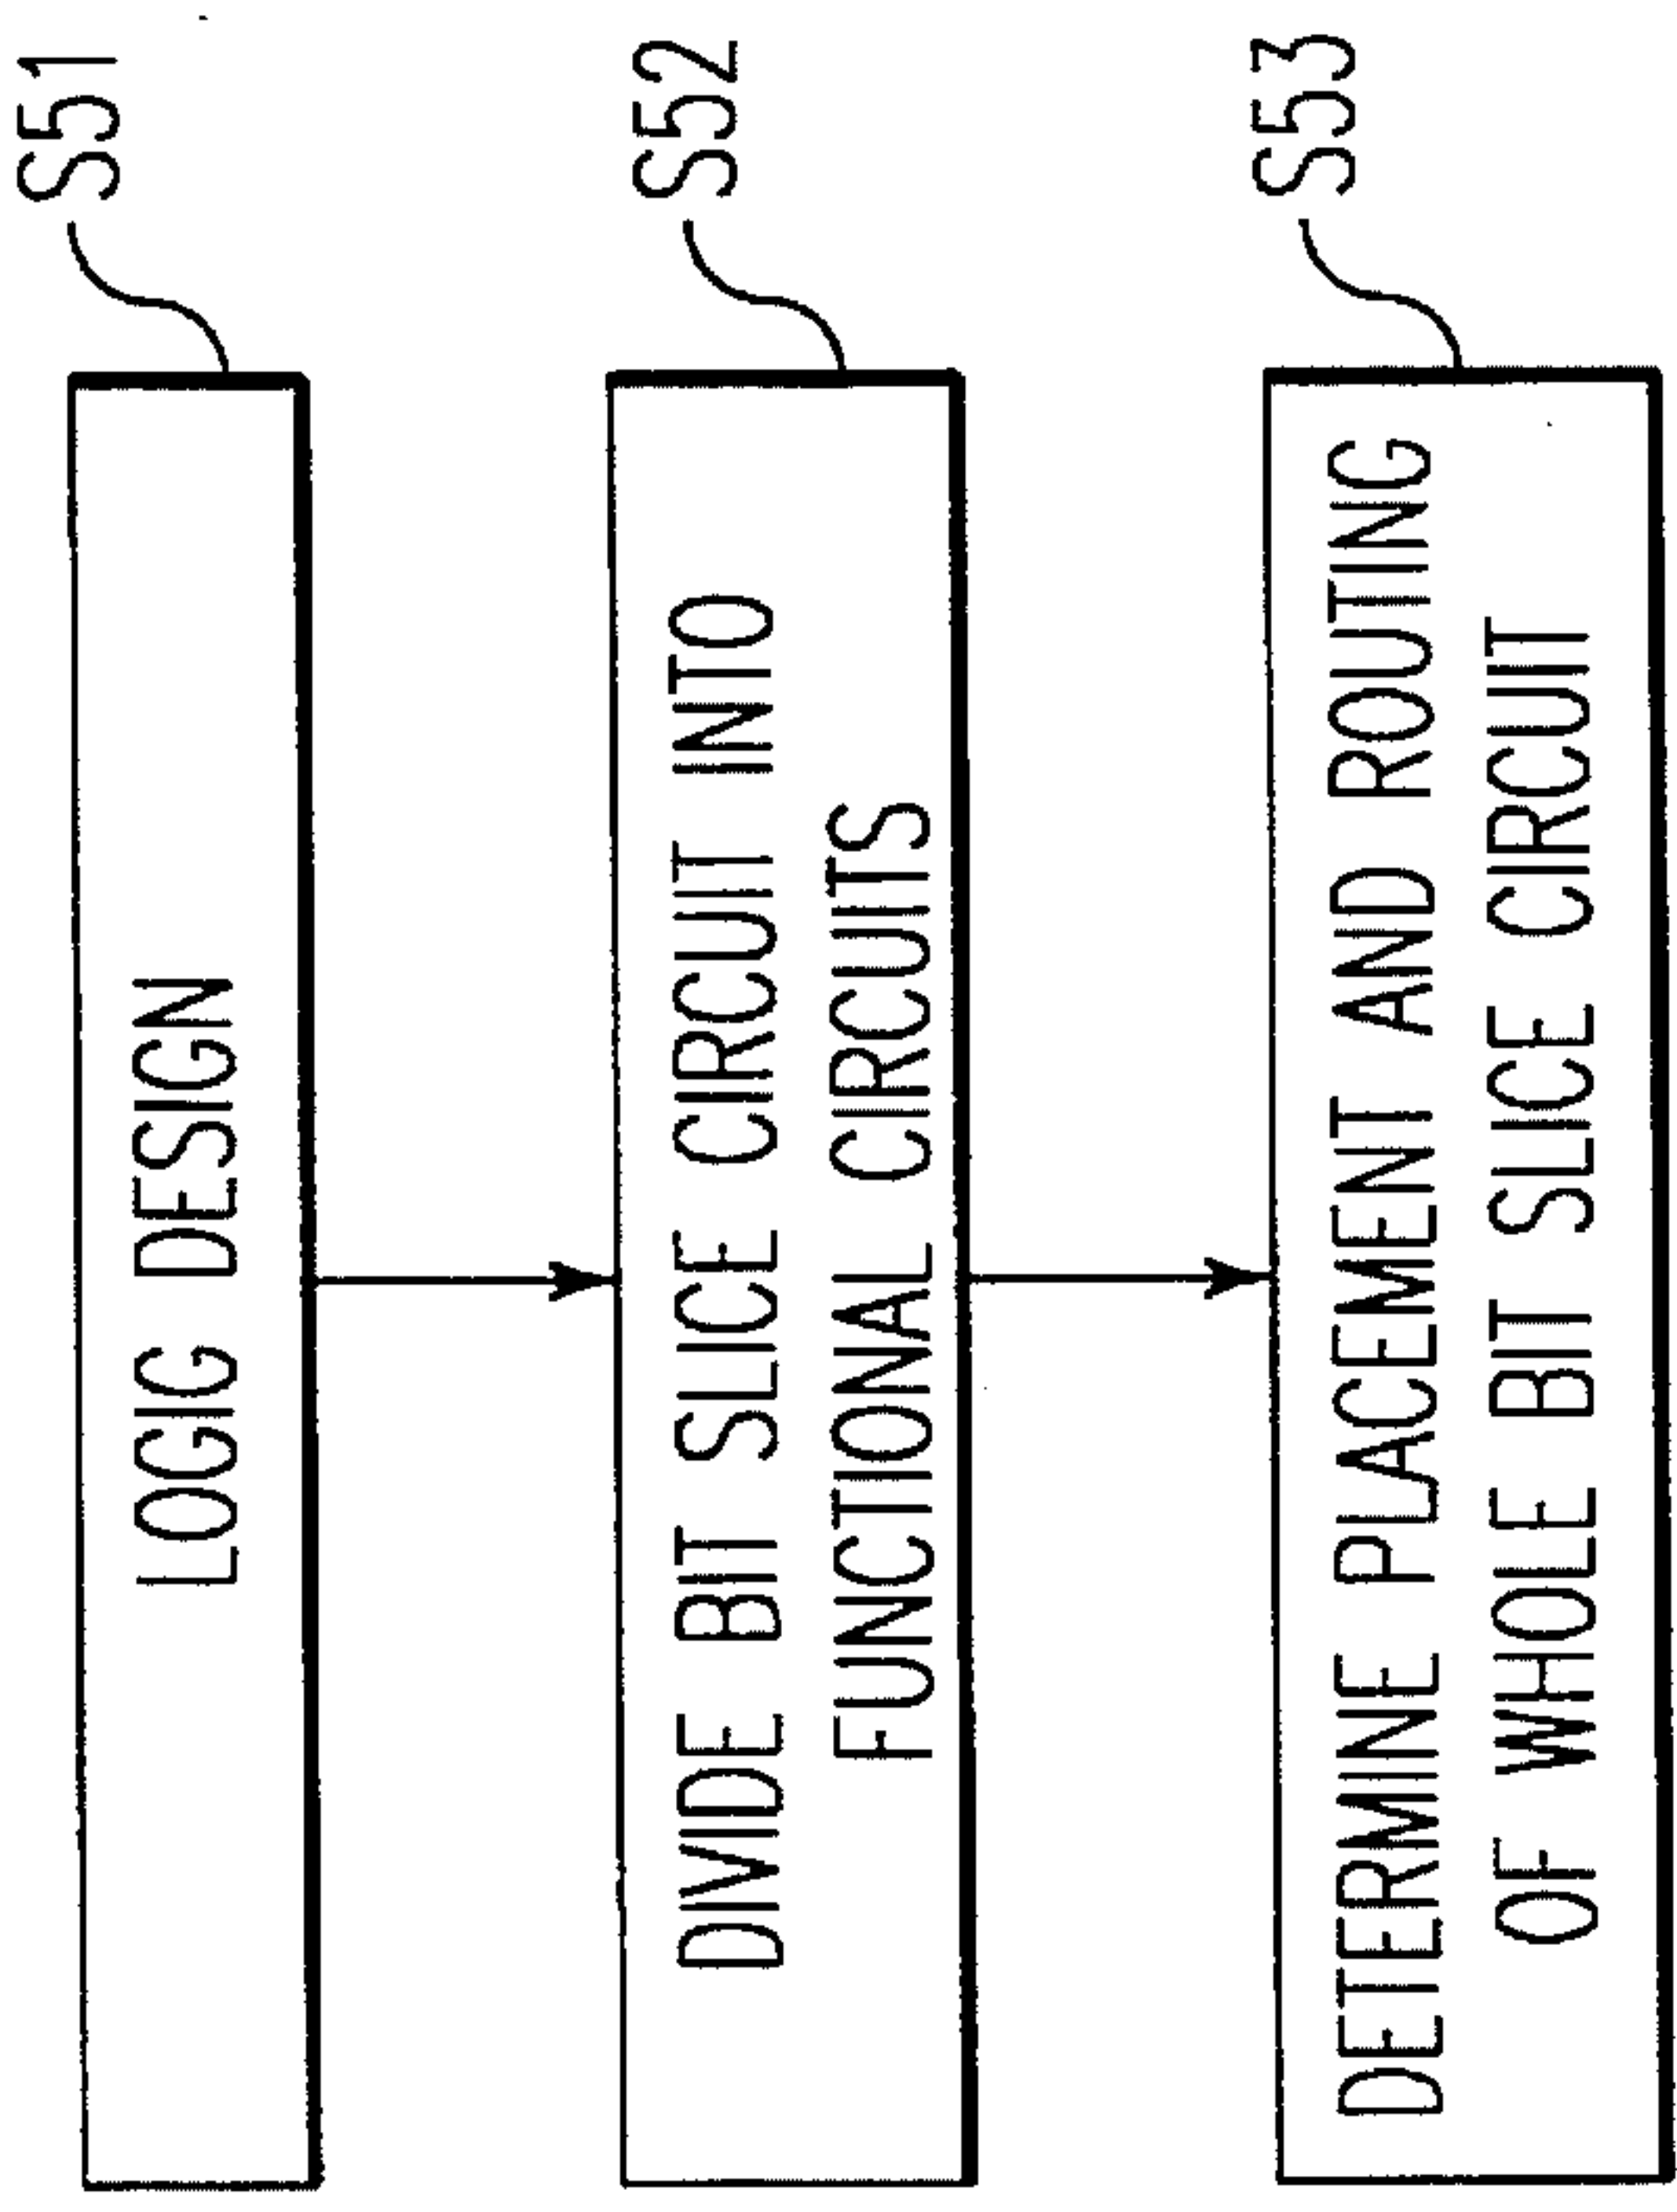 S51
LOGIG DESIGN
S52
DIVIDE BIT SLICE CIRCUIT INTO
FUNCTIONAL CIRCUITS
S53
DETERMINE PLACEMENT AND ROUTING
OF WHOLE BIT SLICE CIRCUIT